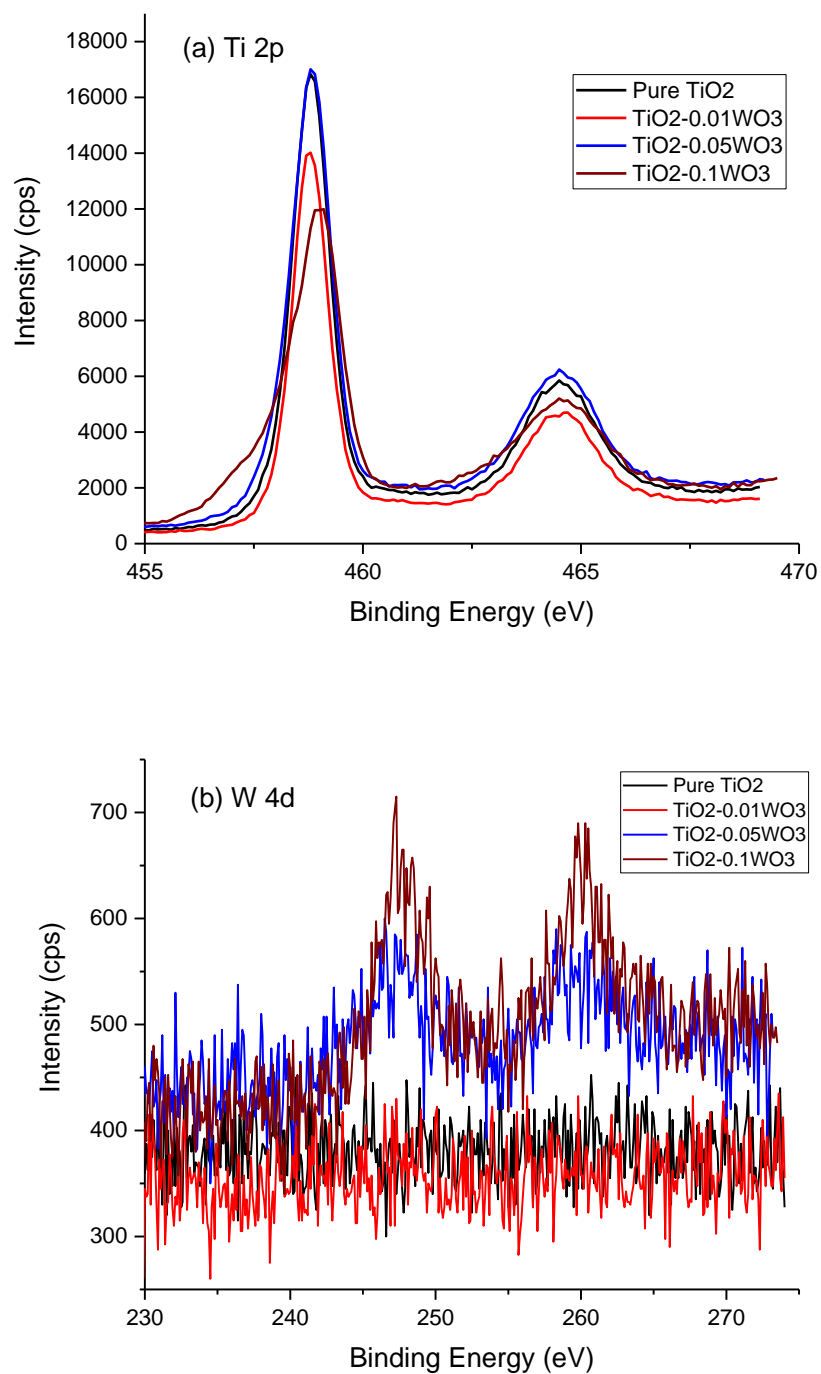 (a) Ti 2p
Pure TiO2
TiO2-0.01WO3
TiO2-0.05WO3
TiO2-0.1WO3
18000
16000
14000
12000
10000
8000
6000
4000
2000
0
Intensity (cps)
455
460
465
470
Binding Energy (eV)
(b) W 4d
Pure TiO2
TiO2-0.01WO3
TiO2-0.05WO3
TiO2-0.1WO3
700
600
500
400
300
Intensity (cps)
230
240
250
260
270
Binding Energy (eV)